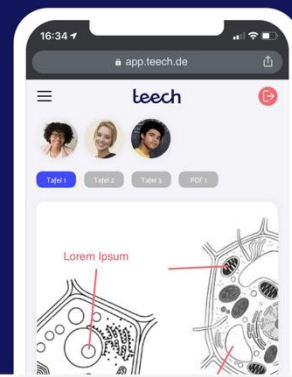 16:34
app.teech.de
teech
Tafel 1 Tafel 2 Tafel 3 PDF 1
Lorem Ipsum